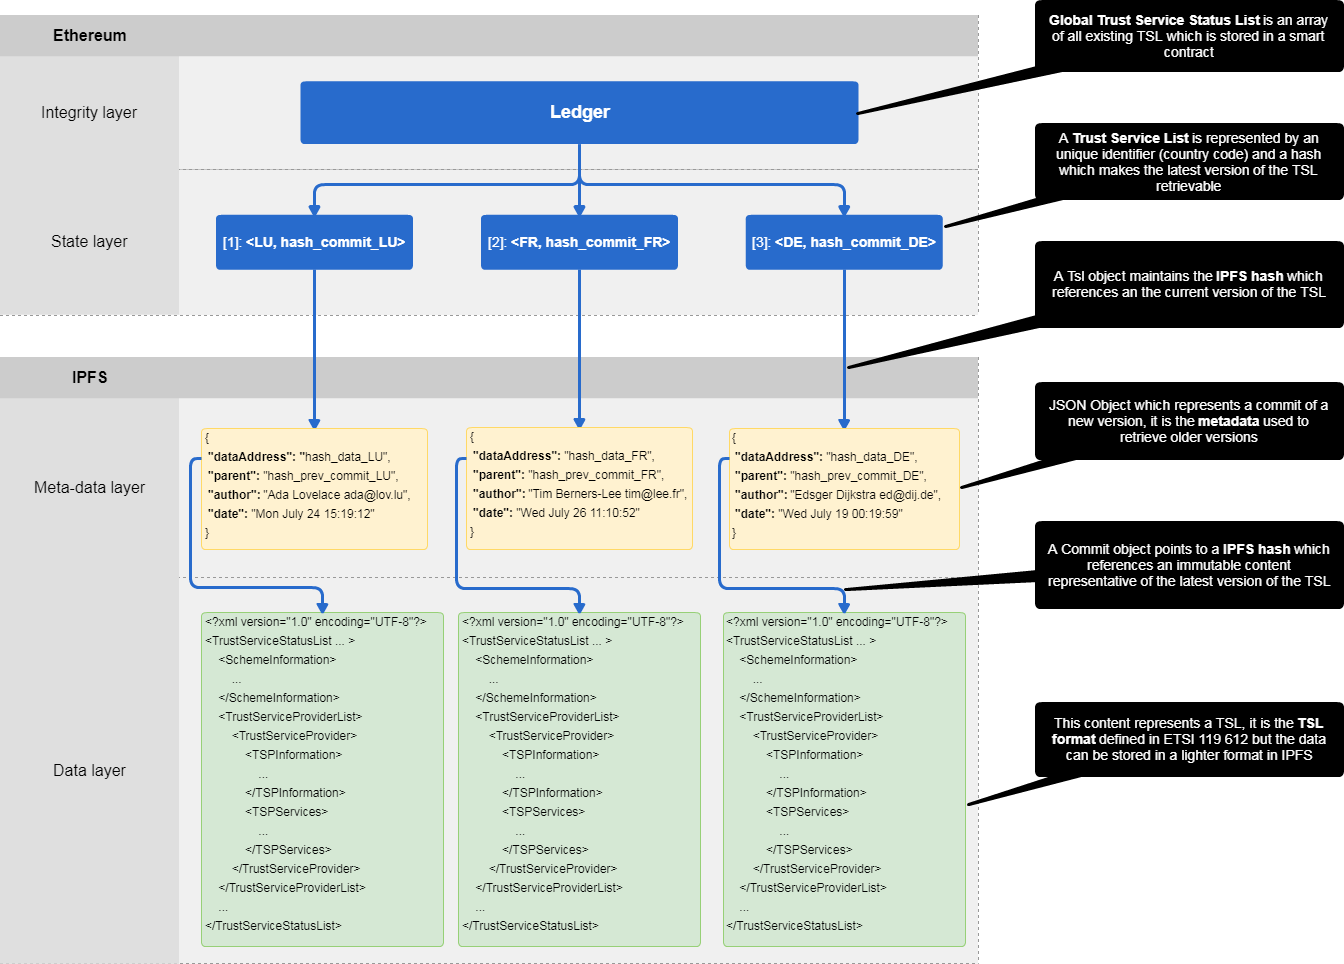 Ethereum
Integrity layer
Ledger
State layer
[1]: <LU, hash_commit_LU>
[2]: <FR, hash_commit_FR>
[3]: <DE, hash_commit_DE>
Global Trust Service Status List is an array
of all existing TSL which is stored in a smart
contract
A Trust Service List is represented by an
unique identifier (country code) and a hash
which makes the latest version of the TSL
retrievable
A Tsl object maintains the IPFS hash which
references an the current version of the TSL
IPFS
Meta-data layer
{
"dataAddress": "hash_data_LU",
"parent": "hash_prev_commit_LU",
"author": "Ada Lovelace ada@lov.lu",
"date": "Mon July 24 15:19:12"
}
{
"dataAddress": "hash_data_FR",
"parent": "hash_prev_commit_FR",
"author": "Tim Berners-Lee tim@lee.fr",
"date": "Wed July 26 11:10:52"
}
{
"dataAddress": "hash_data_DE",
"parent": "hash_prev_commit_DE",
"author": "Edsger Dijkstra ed@dij.de",
"date": "Wed July 19 00:19:59"
}
JSON Object which represents a commit of a
new version, it is the metadata used to
retrieve older versions
A Commit object points to a IPFS hash which
references an immutable content
representative of the latest version of the TSL
Data layer
<?xml version="1.0" encoding="UTF-8"?>
<TrustServiceStatusList ... >
<SchemeInformation>
...
</SchemeInformation>
<TrustServiceProviderList>
<TrustServiceProvider>
<TSPInformation>
...
</TSPInformation>
<TSPServices>
...
</TSPServices>
</TrustServiceProvider>
</TrustServiceProviderList>
...
</TrustServiceStatusList>
<?xml version="1.0" encoding="UTF-8"?>
<TrustServiceStatusList ... >
<SchemeInformation>
...
</SchemeInformation>
<TrustServiceProviderList>
<TrustServiceProvider>
<TSPInformation>
...
</TSPInformation>
<TSPServices>
...
</TSPServices>
</TrustServiceProvider>
</TrustServiceProviderList>
...
</TrustServiceStatusList>
<?xml version="1.0" encoding="UTF-8"?>
<TrustServiceStatusList ... >
<SchemeInformation>
...
</SchemeInformation>
<TrustServiceProviderList>
<TrustServiceProvider>
<TSPInformation>
...
</TSPInformation>
<TSPServices>
...
</TSPServices>
</TrustServiceProvider>
</TrustServiceProviderList>
...
</TrustServiceStatusList>
This content represents a TSL, it is the TSL
format defined in ETSI 119 612 but the data
can be stored in a lighter format in IPFS